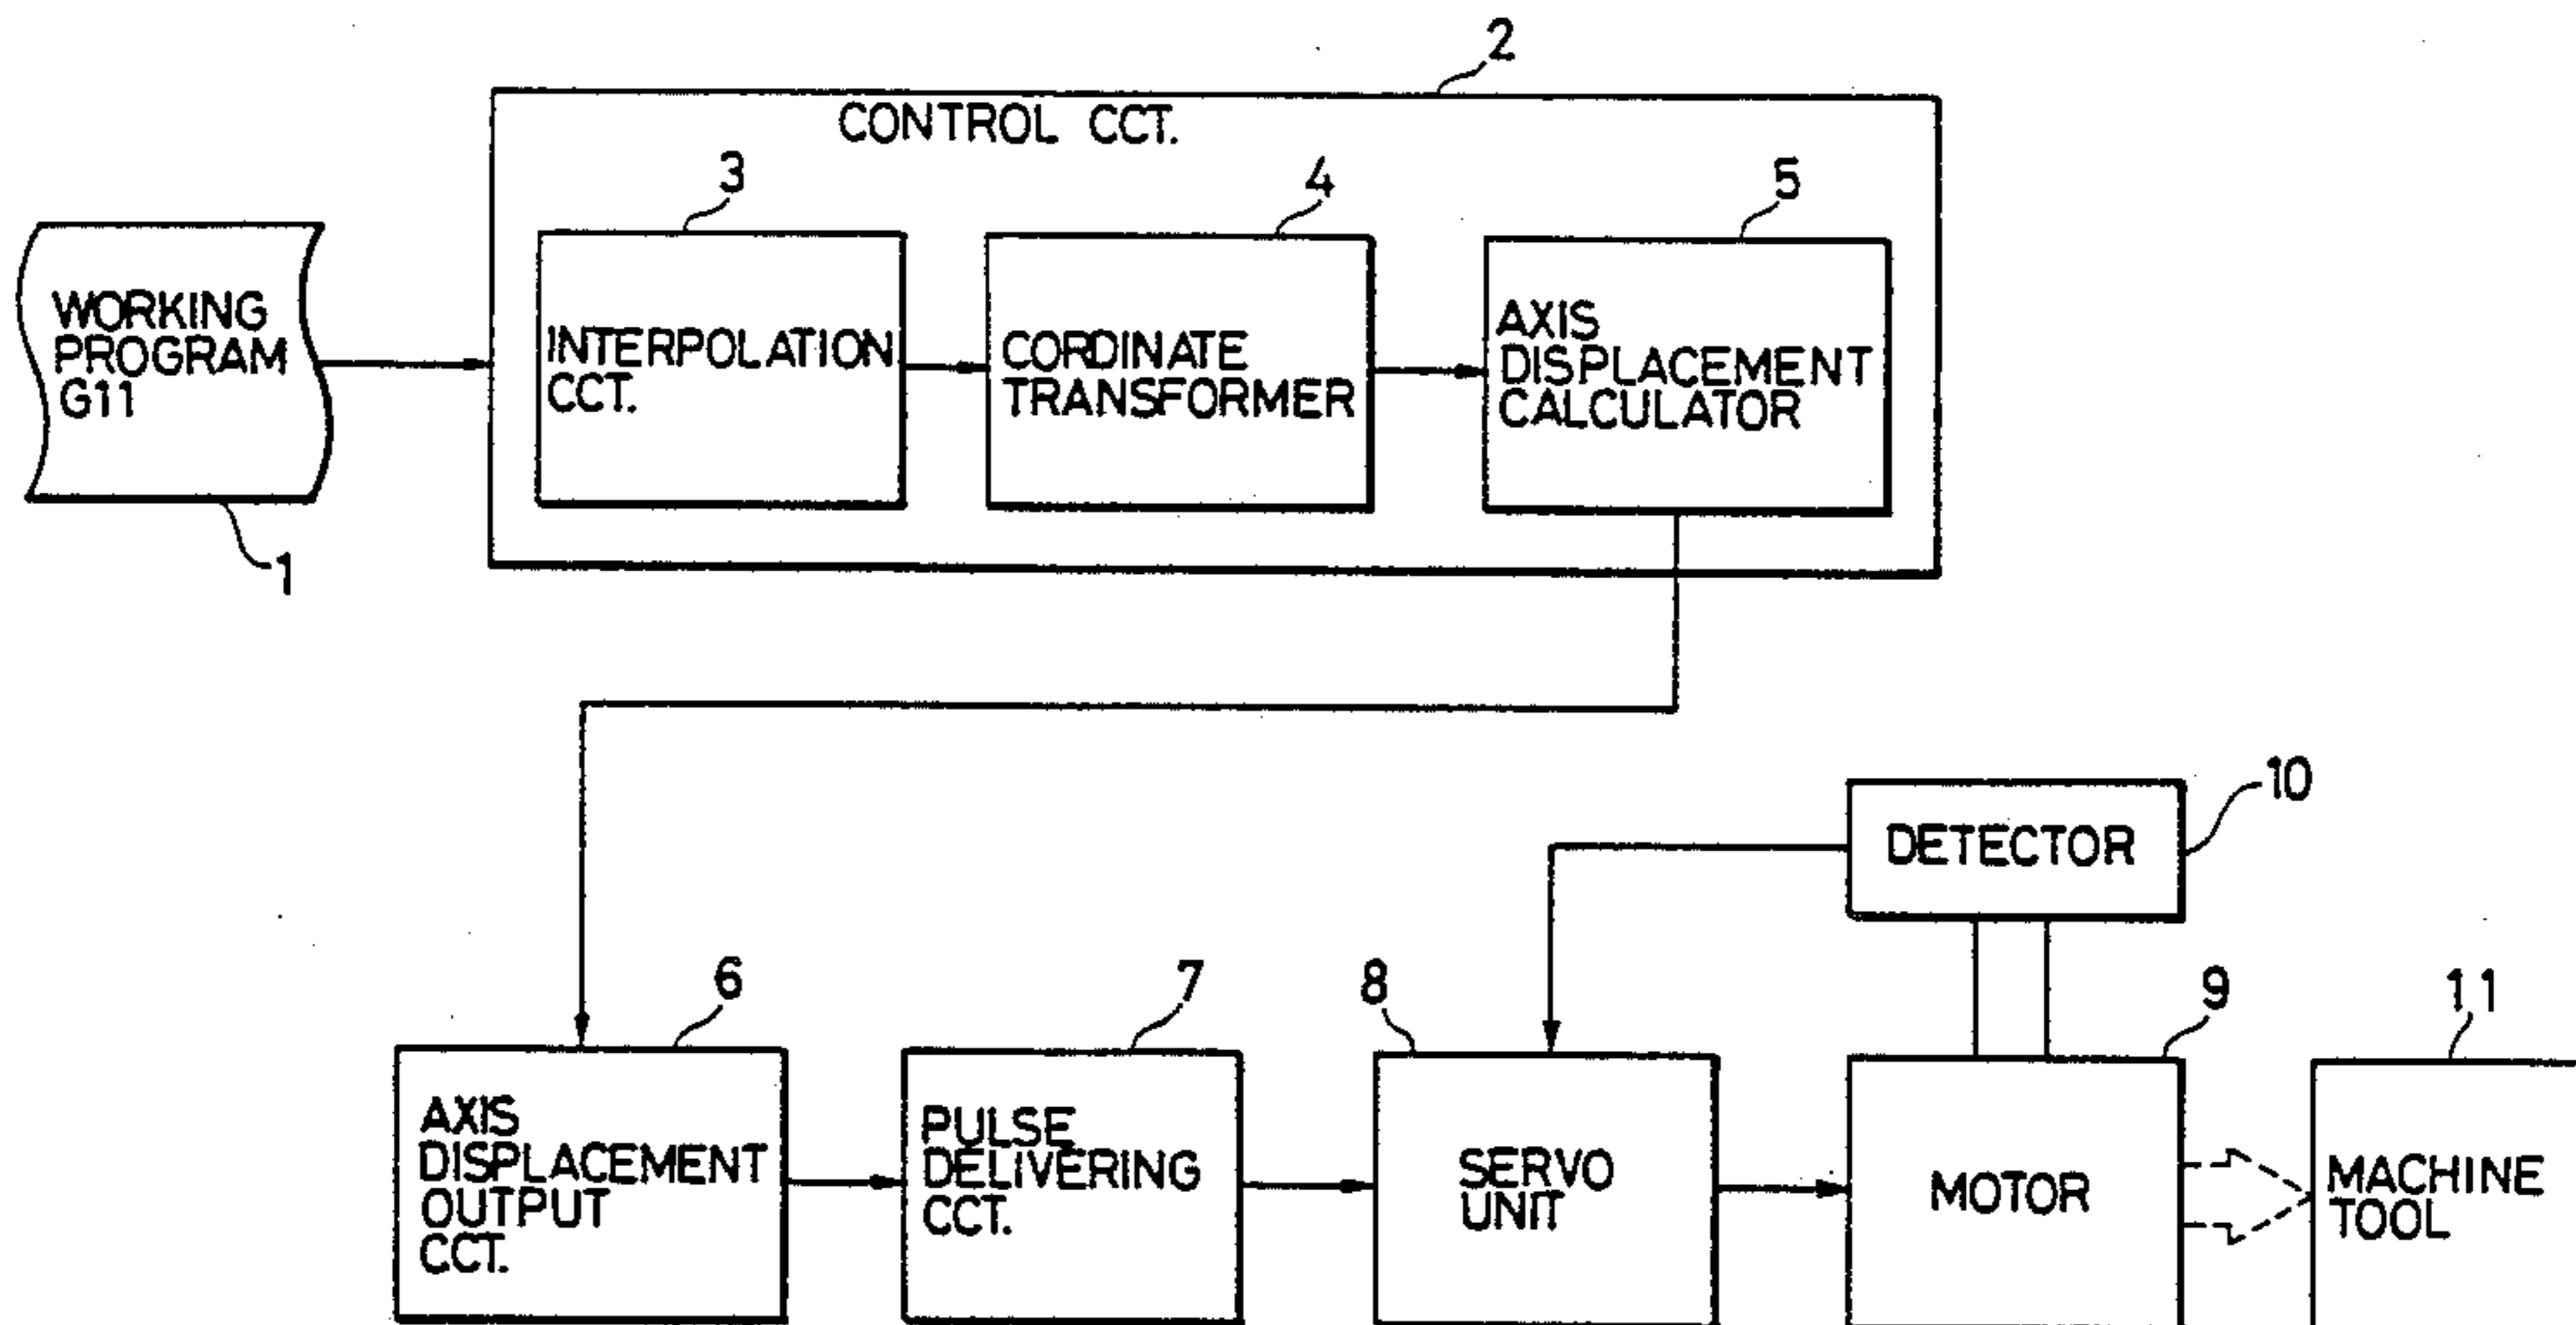 2
CONTROL CCT.
3
4
5
WORKING
PROGRAM
G11
INTERPOLATION
CCT.
CORDINATE
TRANSFORMER
AXIS
DISPLACEMENT
CALCULATOR
1
10
DETECTOR
6
7
8
9
11
AXIS
DISPLACEMENT
OUTPUT
CCT.
PULSE
DELIVERING
CCT.
SERVO
UNIT
MOTOR
MACHINE
TOOL